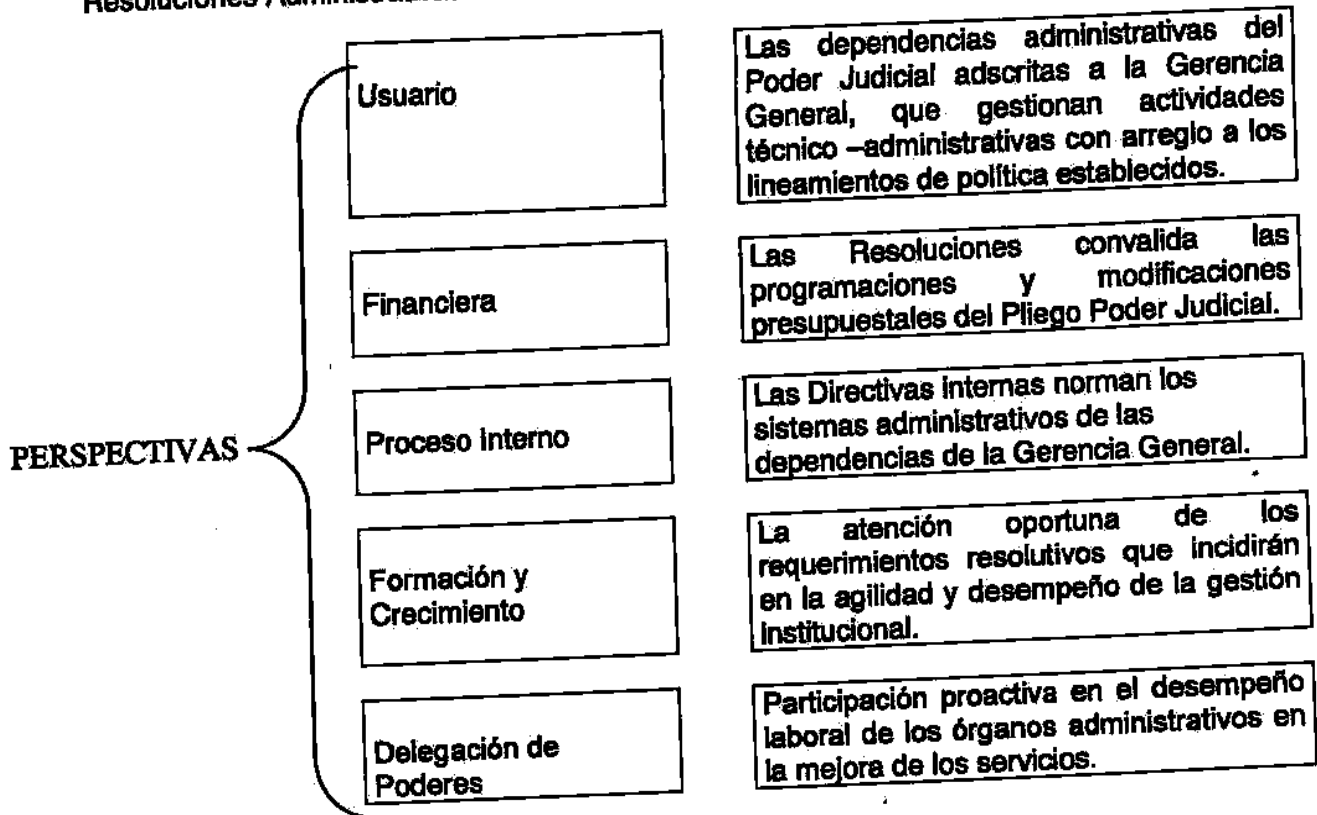 Resoluciones
Usuario
Las dependencias administrativas del
Poder Judicial adscritas a la Gerencia
General, que gestionan actividades
técnico –administrativas con arreglo a los
lineamientos de política establecidos.
Financiera
Las Resoluciones convalida las
programaciones y modificaciones
presupuestales del Pliego Poder Judicial.
PERSPECTIVAS
Proceso interno
Las Directivas internas norman los
sistemas administrativos de las
dependencias de la Gerencia General.
Formación y
Crecimiento
La atención oportuna de los
requerimientos resolutivos que incidirán
en la agilidad y desempeño de la gestión
institucional.
Delegación de
Poderes
Participación proactiva en el desempeño
laboral de los órganos administrativos en
la mejora de los servicios.